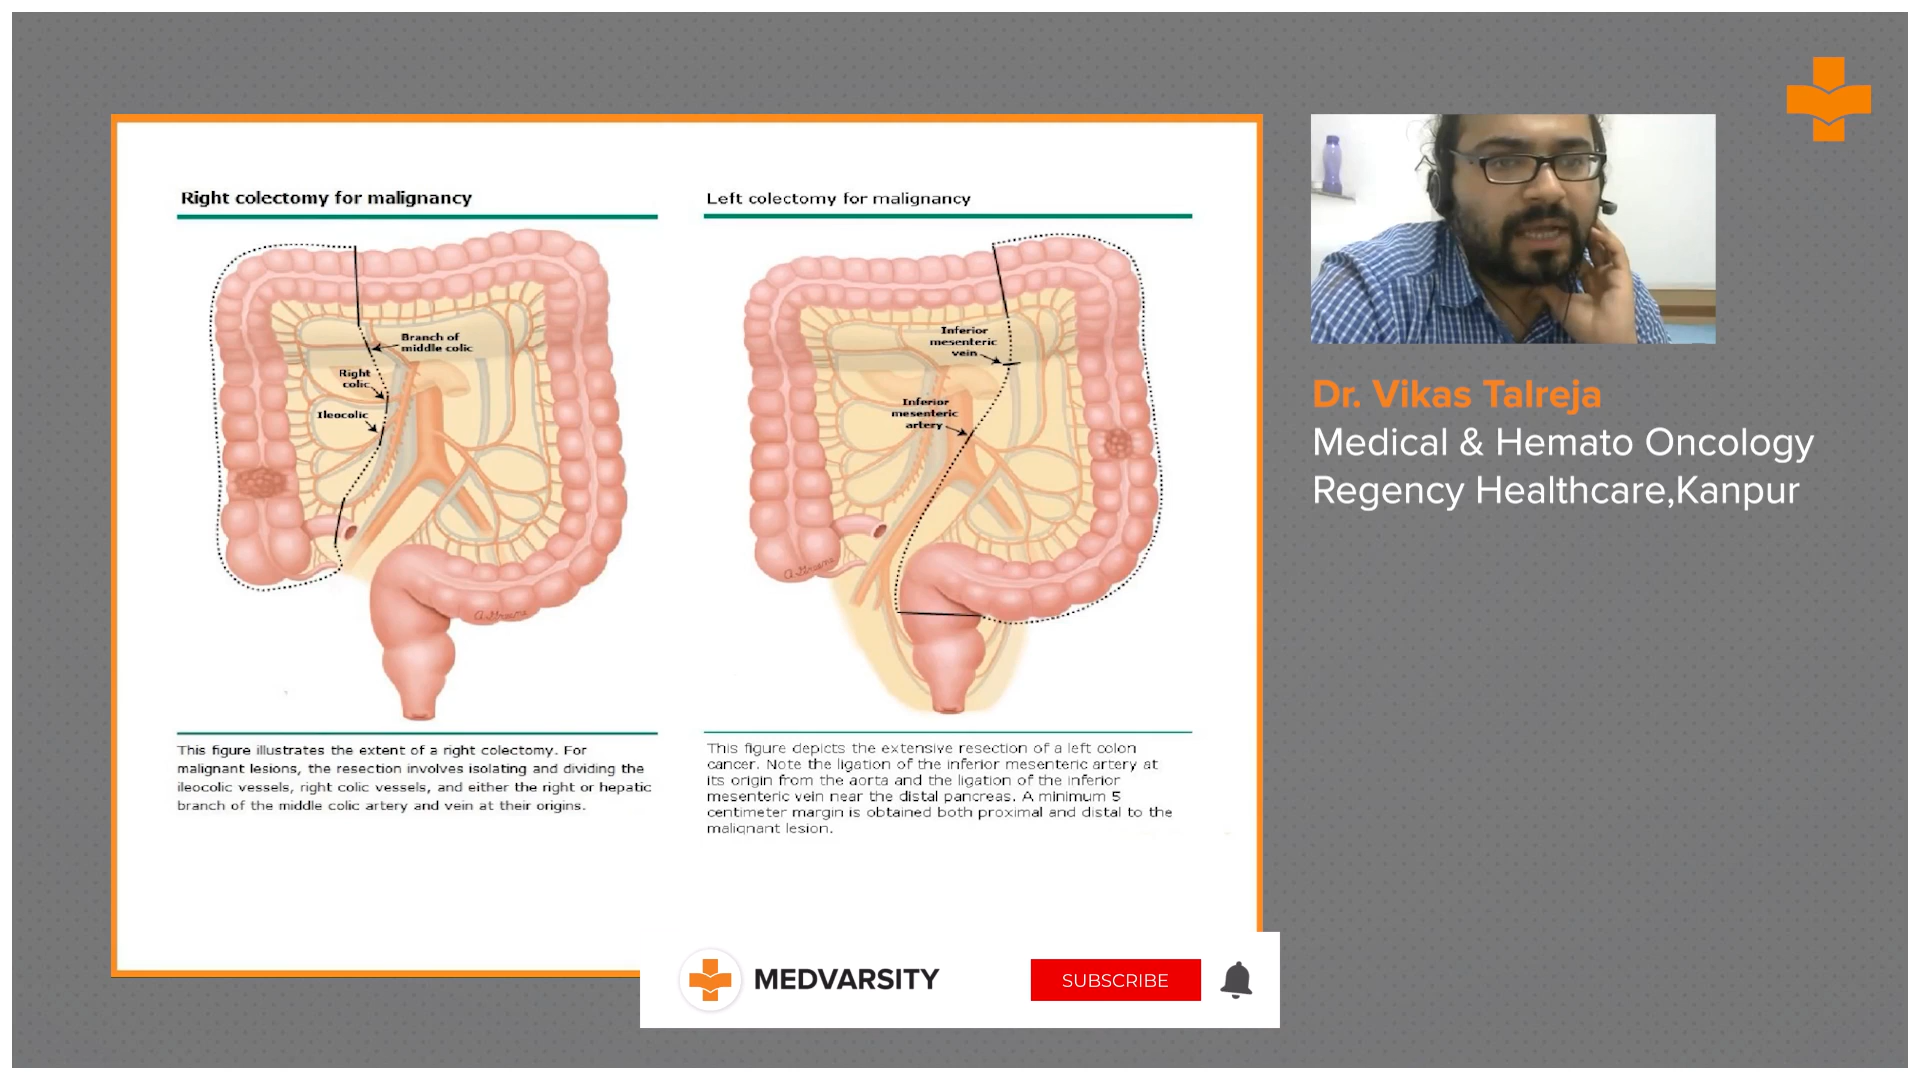 Right colectomy for malignancy
Branch of
middle colic
Right
colic
Ileocolic
A.Greene
This figure illustrates the extent of a right colectomy. For
malignant lesions, the resection involves isolating and dividing the
ileocolic vessels, right colic vessels, and either the right or hepatic
branch of the middle colic artery and vein at their origins.
Left colectomy for malignancy
Inferior
mesenteric
vein
Inferior
mesenteric
artery
A.Greene
This figure depicts the extensive resection of a left colon
cancer. Note the ligation of the inferior mesenteric artery at
its origin from the aorta and the ligation of the inferior
mesenteric vein near the distal pancreas. A minimum 5
centimeter margin is obtained both proximal and distal to the
malignant lesion.
Dr. Vikas Talreja
Medical & Hemato Oncology
Regency Healthcare,Kanpur
MEDVARSITY
SUBSCRIBE